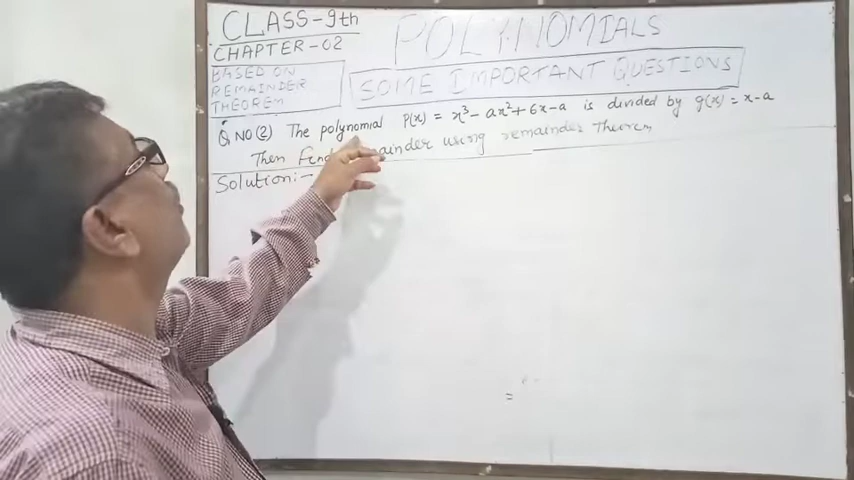 CLASS-9th
CHAPTER-02
POLYNOMIALS
BASED ON
REMAINDER
THEOREM
SOME IMPORTANT QUESTIONS
Q.NO(2) The polynomial P(x) = x³-ax²+6x-a is divided by g(x) = x-a
Then using remainder Theorem
Solution:-